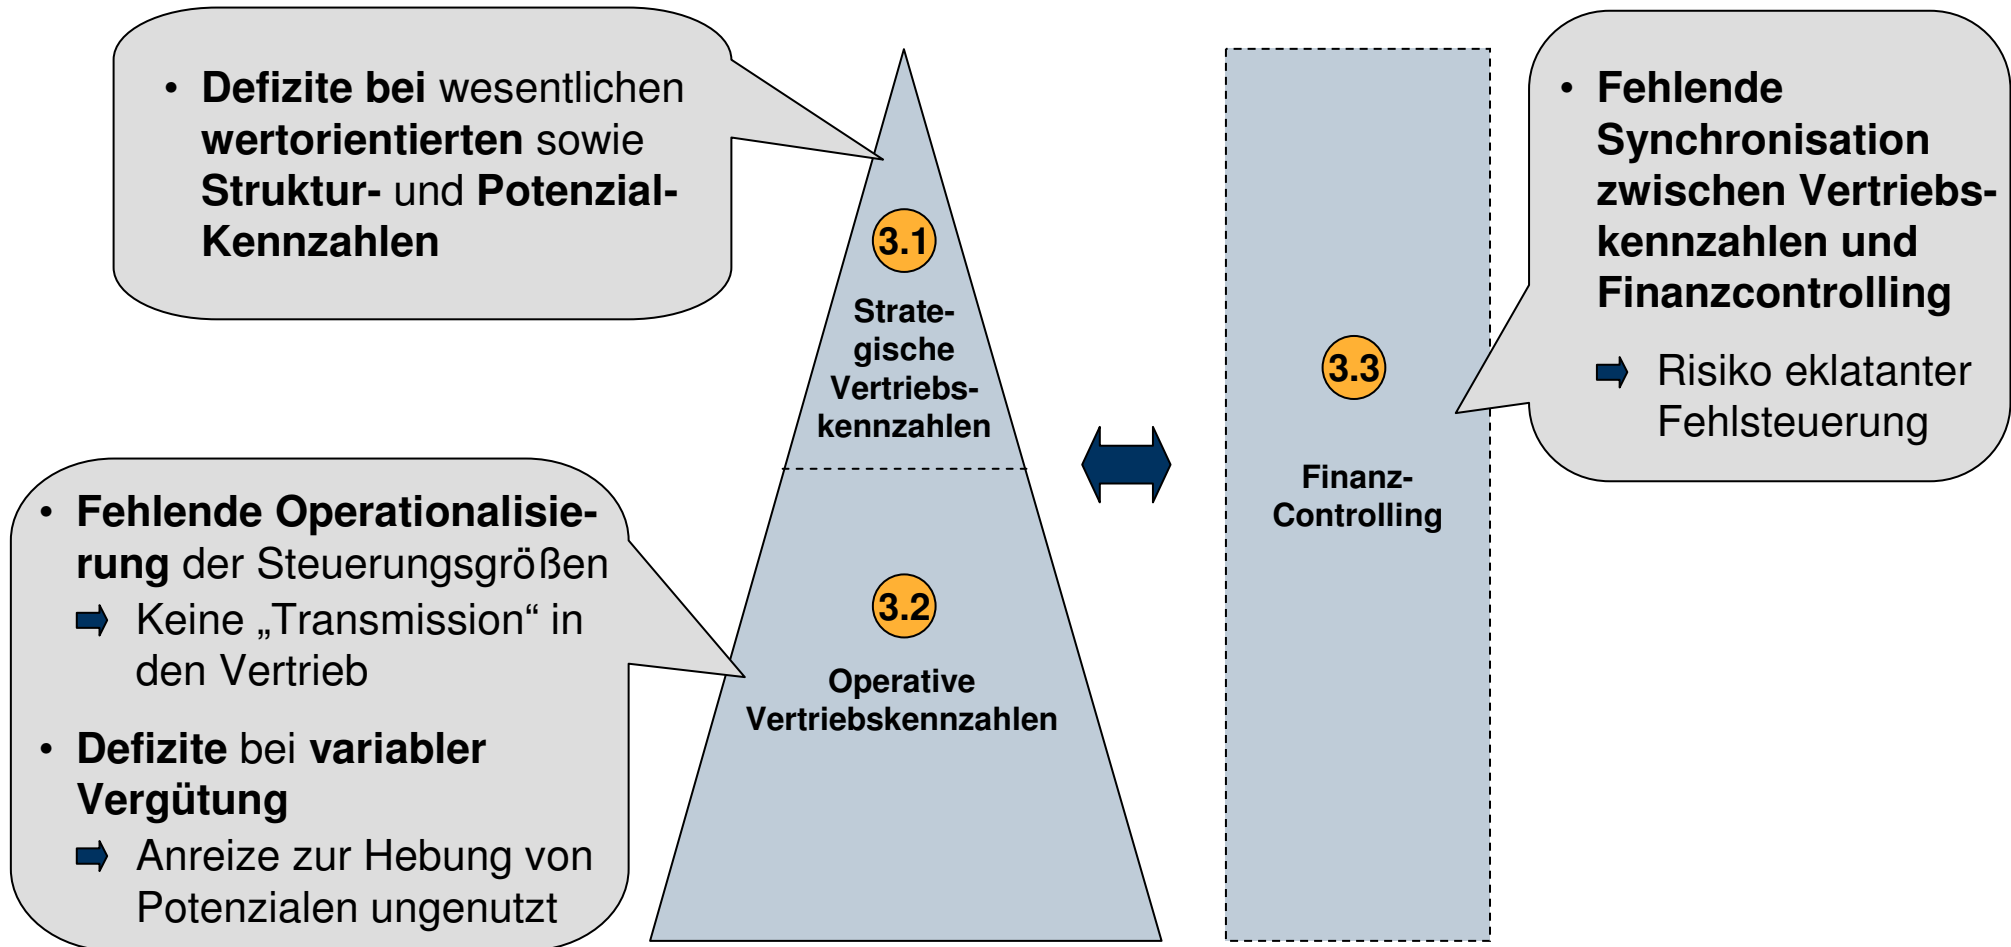 • Defizite bei wesentlichen
wertorientierten sowie
Struktur- und Potenzial-
Kennzahlen
3.1
Strate-
gische
Vertriebs-
kennzahlen
• Fehlende Operationalisie-
rung der Steuerungsgrößen
Keine „Transmission“ in
den Vertrieb
• Defizite bei variabler
Vergütung
Anreize zur Hebung von
Potenzialen ungenutzt
3.2
Operative
Vertriebskennzahlen
3.3
Finanz-
Controlling
• Fehlende
Synchronisation
zwischen Vertriebs-
kennzahlen und
Finanzcontrolling
Risiko eklatanter
Fehlsteuerung